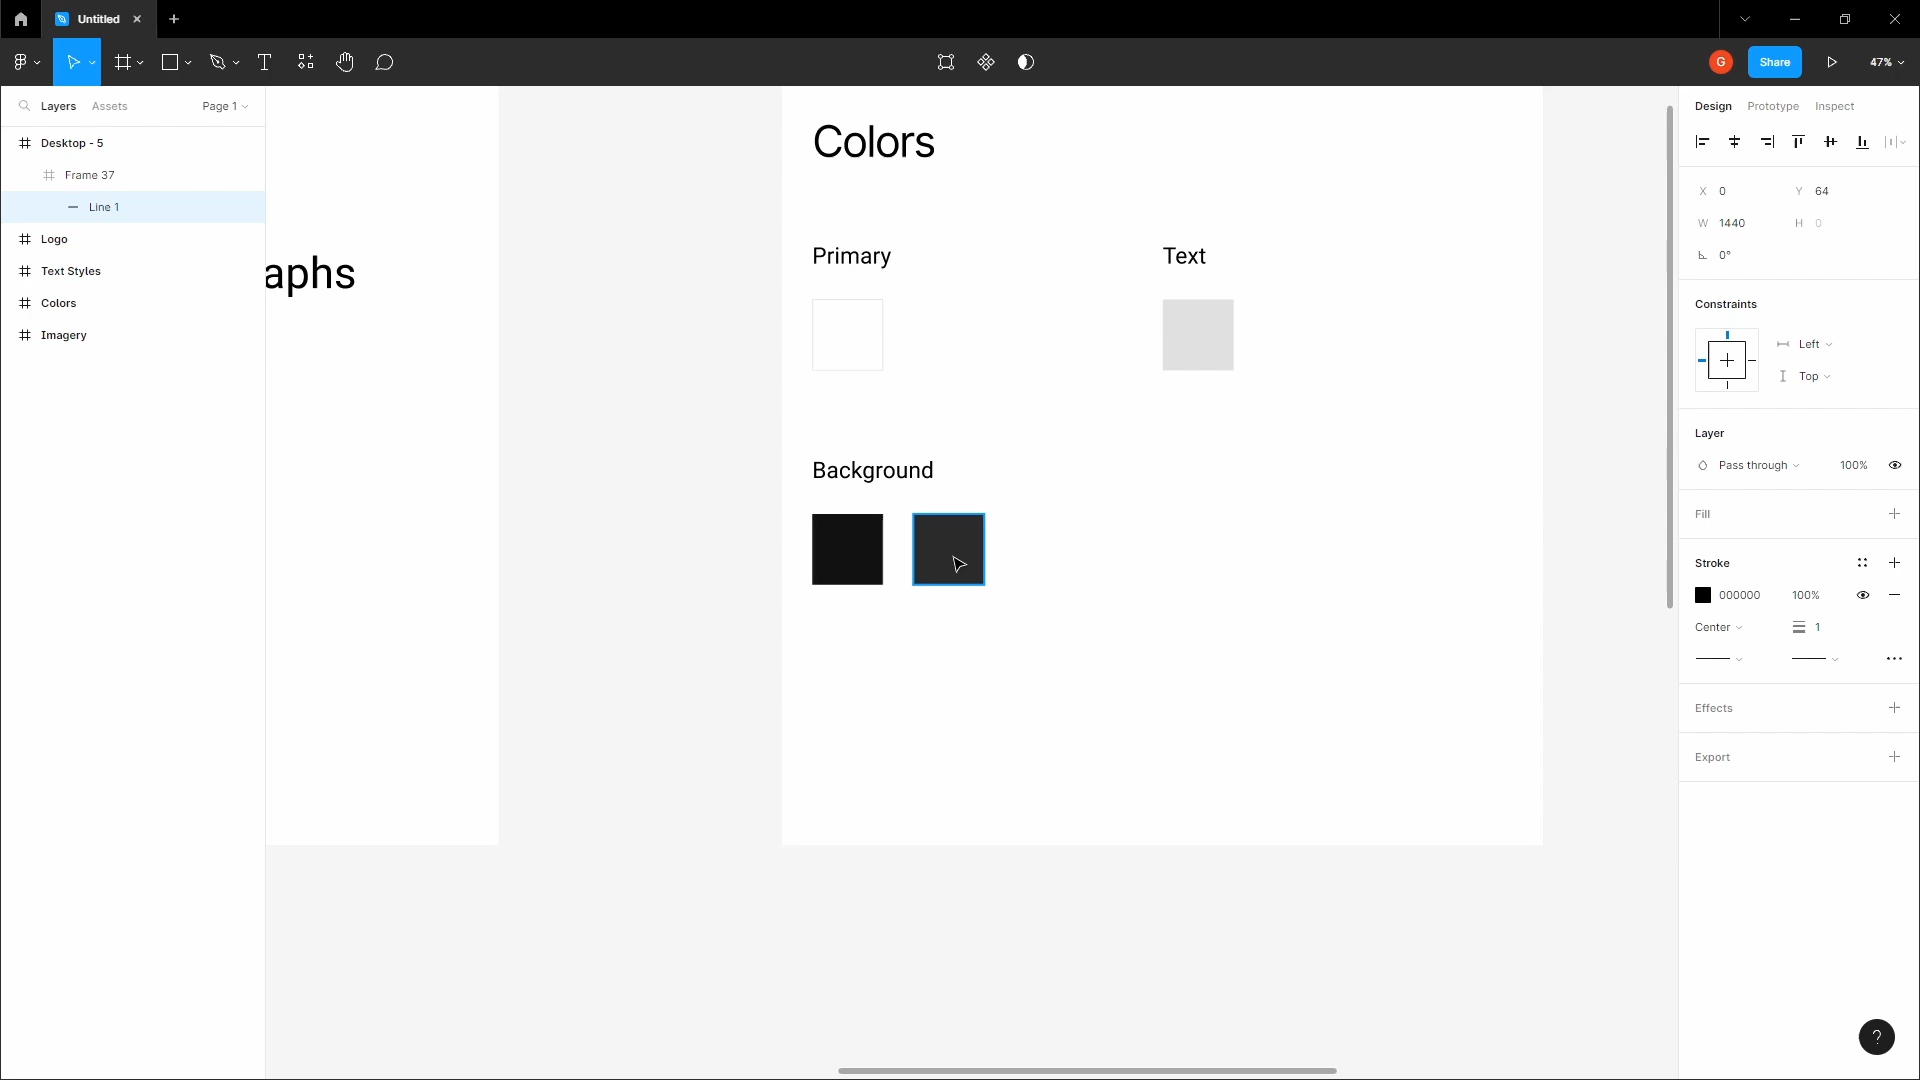 Untitled
Share
47%
G
Layers
Assets
Page 1
Desktop - 5
Frame 37
Line 1
Logo
Text Styles
Colors
Imagery
aphs
Colors
Primary
Text
Background
Design
Prototype
Inspect
X 0
Y 64
W 1440
H 0
0°
Constraints
Left
Top
Layer
Pass through
100%
Fill
Stroke
000000
100%
Center
1
Effects
Export
?